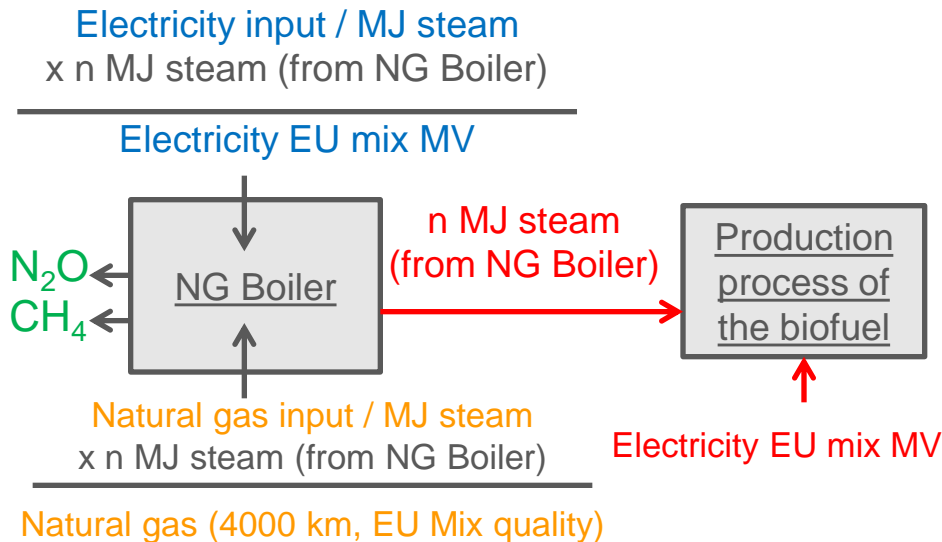 Electricity input / MJ steam
x n MJ steam (from NG Boiler)
Electricity EU mix MV
N₂O
CH₄
NG Boiler
n MJ steam
(from NG Boiler)
Production
process of
the biofuel
Natural gas input / MJ steam
x n MJ steam (from NG Boiler)
Electricity EU mix MV
Natural gas (4000 km, EU Mix quality)